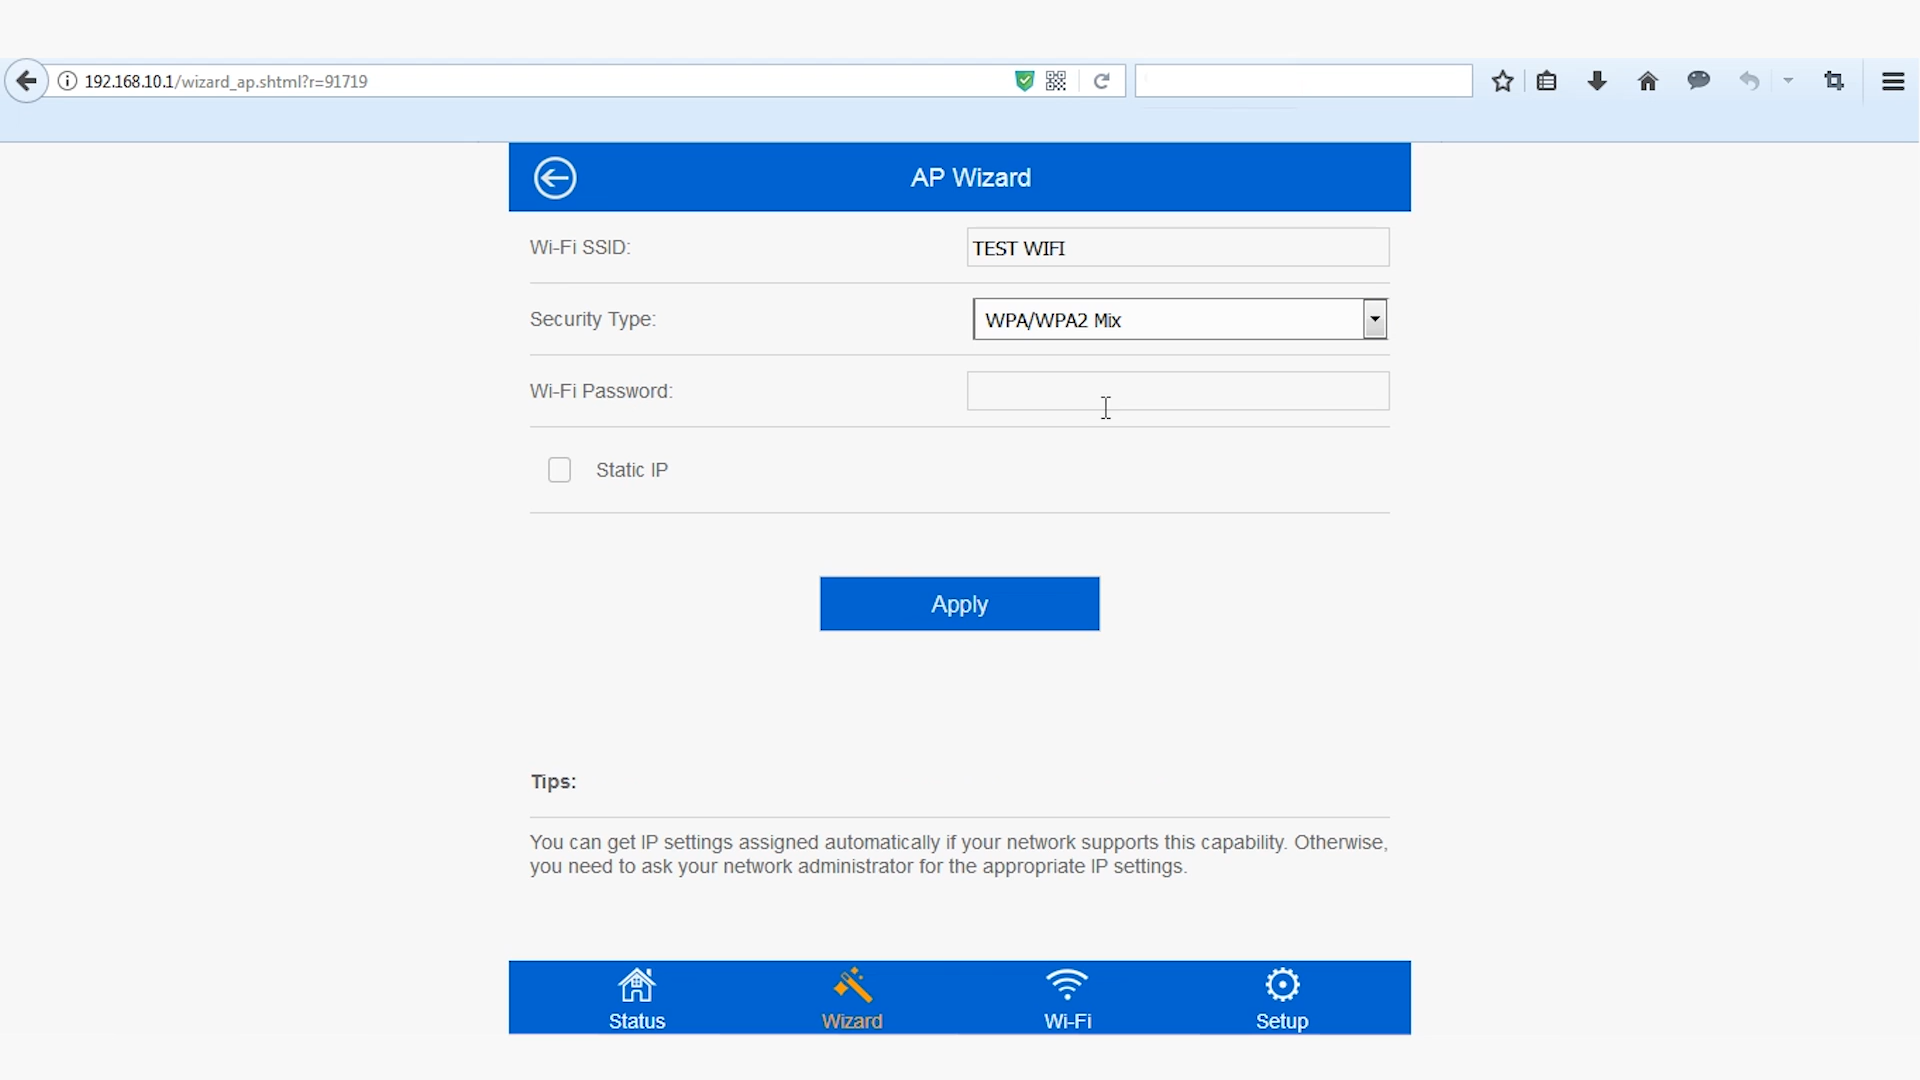 192.168.10.1/wizard_ap.shtml?r=91719
AP Wizard
Wi-Fi SSID:
TEST WIFI
Security Type:
WPA/WPA2 Mix
Wi-Fi Password:
Static IP
Apply
Tips:
You can get IP settings assigned automatically if your network supports this capability. Otherwise,
you need to ask your network administrator for the appropriate IP settings.
Status
Wizard
Wi-Fi
Setup